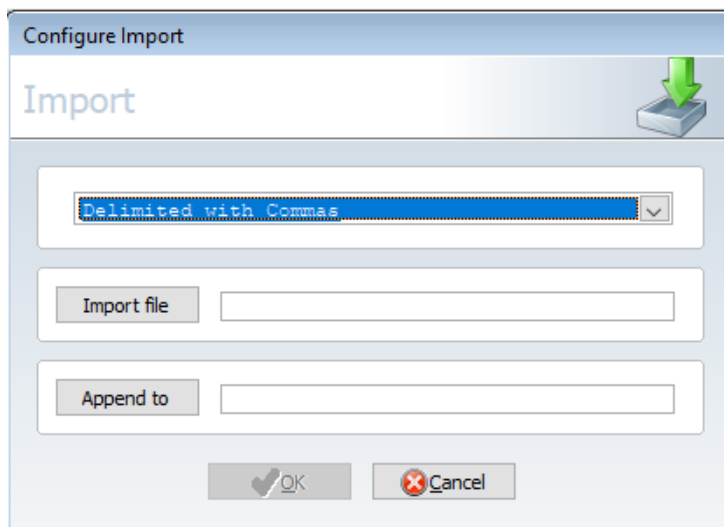 Configure Import
Import
Delimited with Commas
Import file
Append to
OK
Cancel